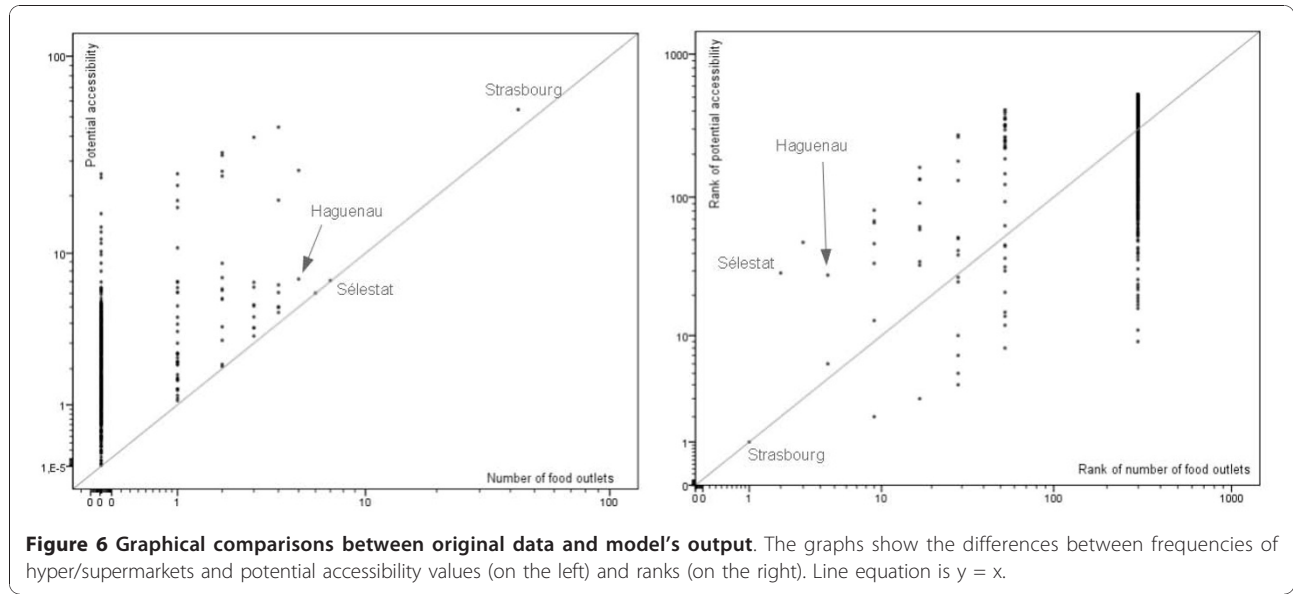 100
10
1
1,E-5
Potential accessibility
Strasbourg
Haguenau
Sélestat
Number of food outlets
0 0 0 1 10 100
1000
100
10
1
0
Rank of potential accessibility
Haguenau
Sélestat
Strasbourg
Rank of number of food outlets
0 0 1 10 100 1000
Figure 6 Graphical comparisons between original data and model's output. The graphs show the differences between frequencies of
hyper/supermarkets and potential accessibility values (on the left) and ranks (on the right). Line equation is y = x.